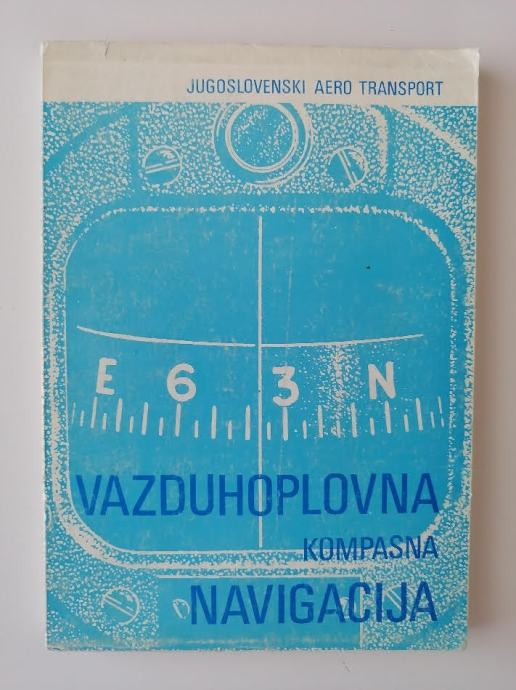 JUGOSLOVENSKI AERO TRANSPORT
E 6 3 N
VAZDUHOPLOVNA
KOMPASNA
NAVIGACIJA